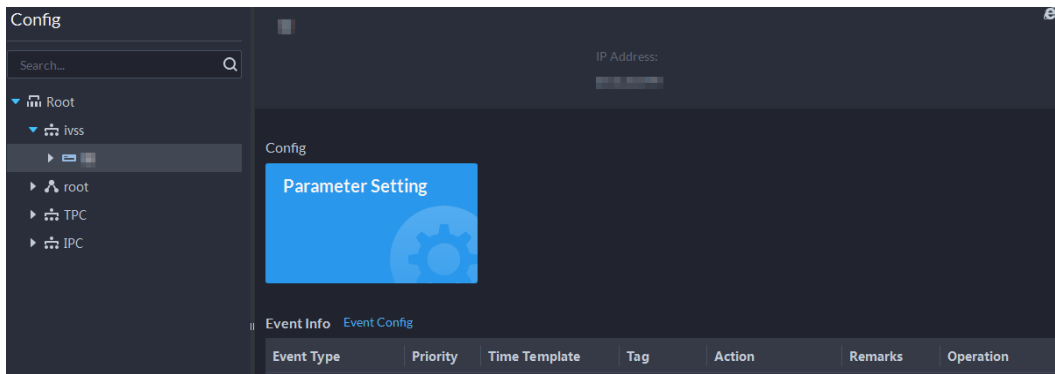 Config
Search...
Root
ivss
root
TPC
IPC
IP Address:
Config
Parameter Setting
Event Info Event Config
Event Type Priority Time Template Tag Action Remarks Operation